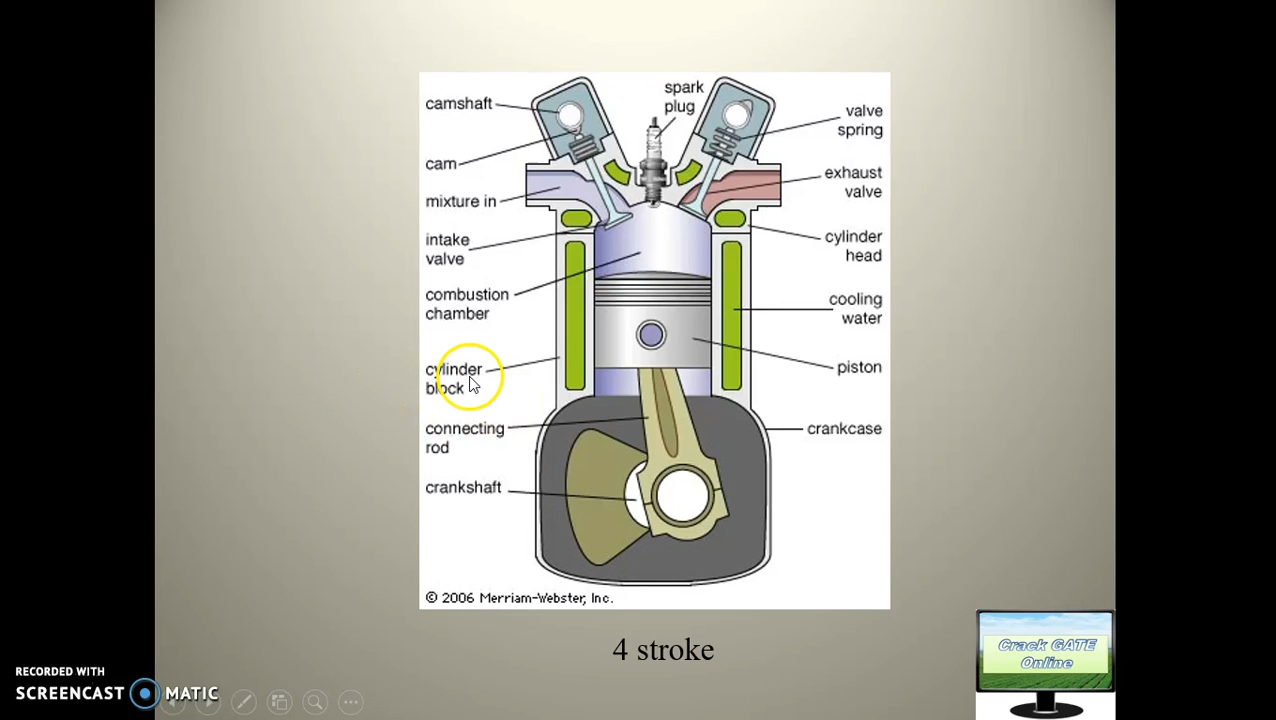 camshaft
spark
plug
valve
spring
cam
exhaust
valve
mixture in
intake
valve
cylinder
head
combustion
chamber
cooling
water
cylinder
block
piston
connecting
rod
crankcase
crankshaft
© 2006 Merriam-Webster, Inc.
4 stroke
Crack GATE
Online
RECORDED WITH
SCREENCAST MATIC